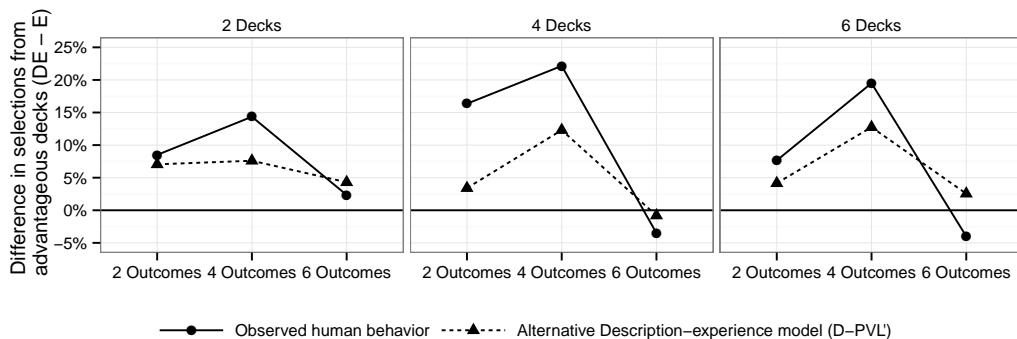 Difference in selections from
advantageous decks (DE − E)
2 Decks
4 Decks
6 Decks
25%
20%
15%
10%
5%
0%
−5%
2 Outcomes 4 Outcomes 6 Outcomes
2 Outcomes 4 Outcomes 6 Outcomes
2 Outcomes 4 Outcomes 6 Outcomes
Observed human behavior
Alternative Description−experience model (D−PVL')